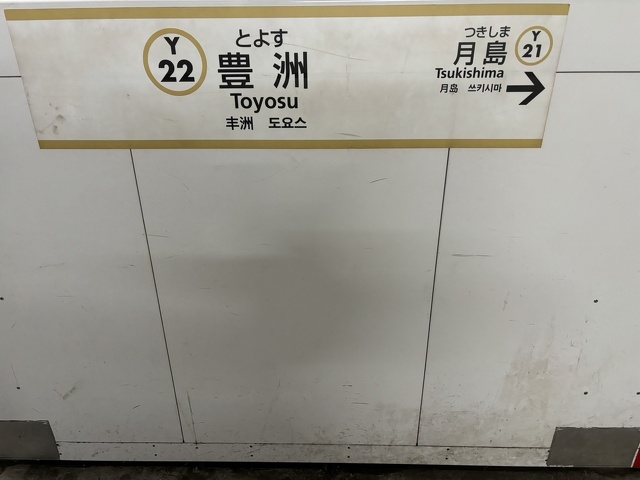 Y
22
とよす
豊洲
Toyosu
丰洲 도요스
つきしま
月島
Tsukishima
月岛 쓰키시마
Y
21
→